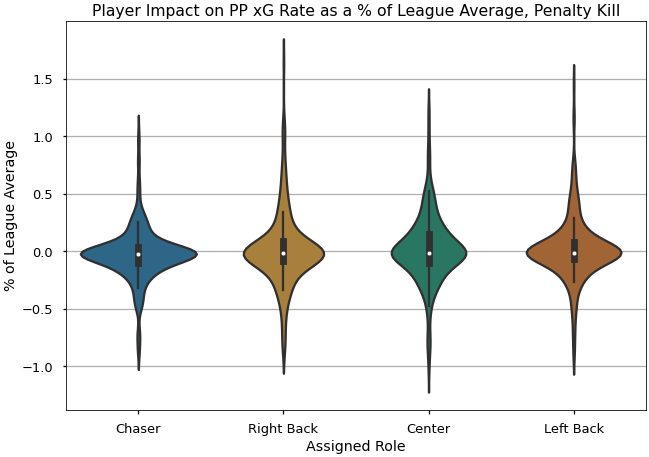 Player Impact on PP xG Rate as a % of League Average, Penalty Kill
% of League Average
1.5
1.0
0.5
0.0
−0.5
−1.0
Chaser
Right Back
Center
Left Back
Assigned Role